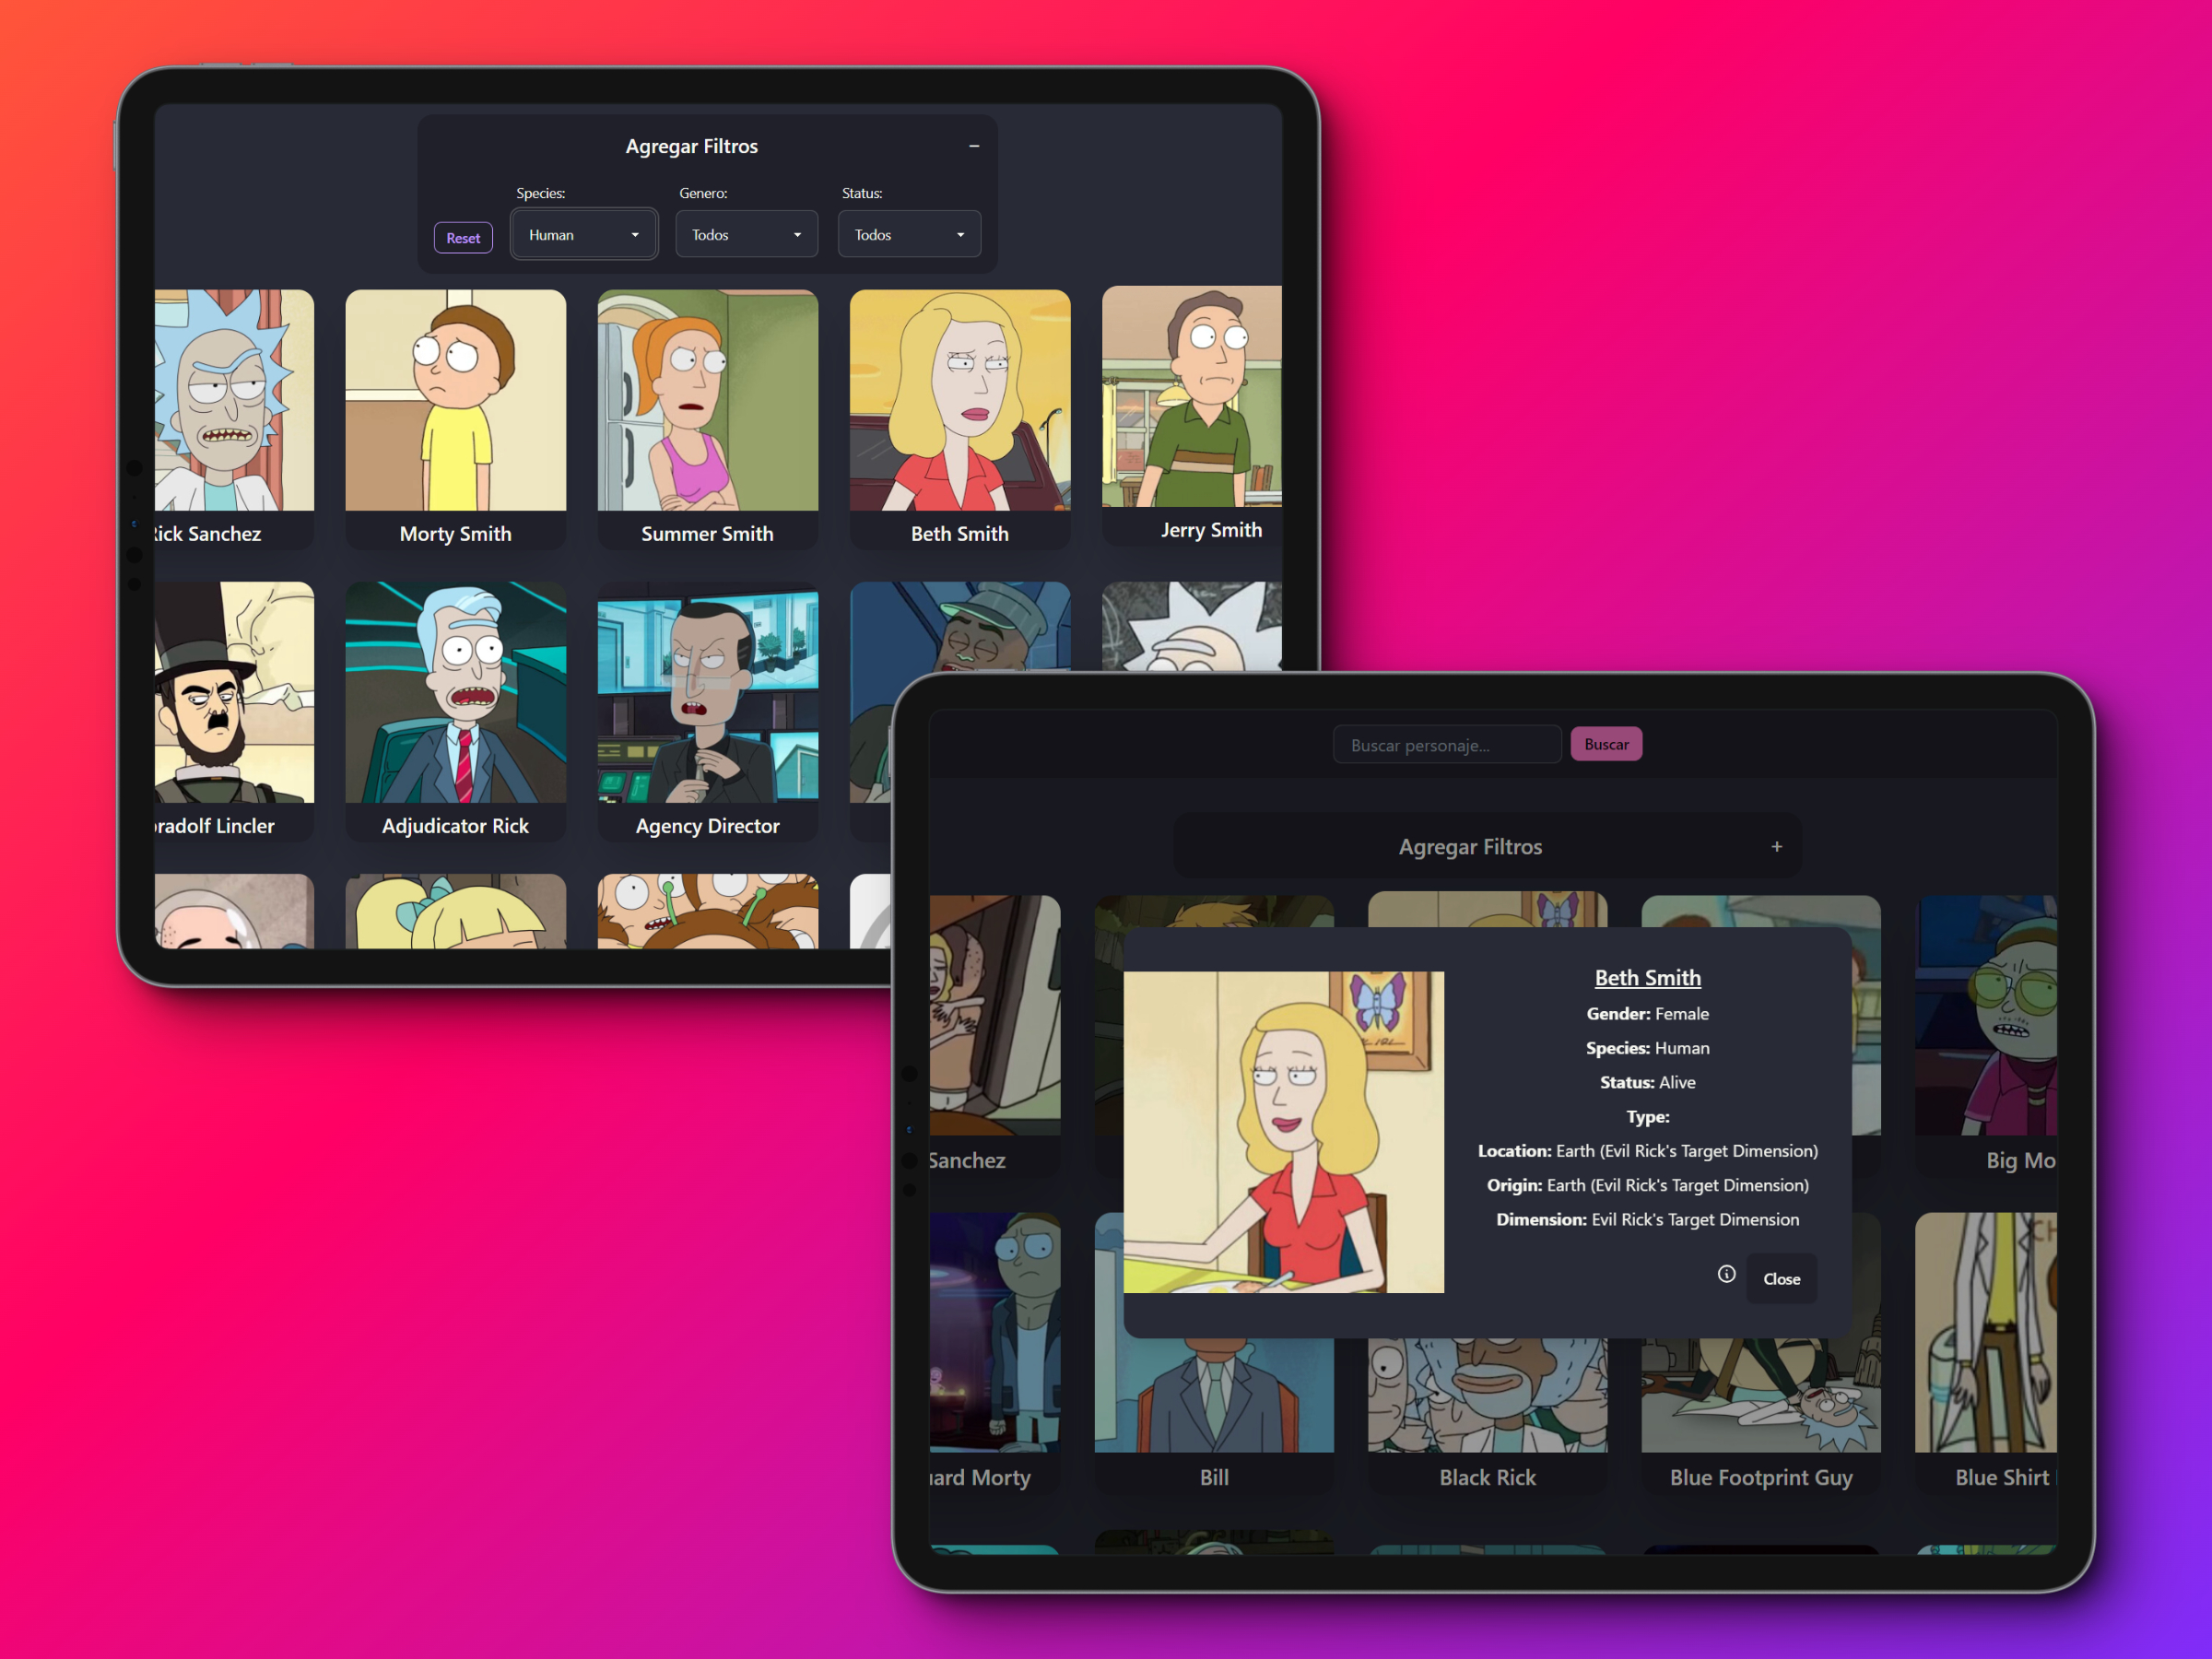 Agregar Filtros
−
Species:
Genero:
Status:
Reset
Human
Todos
Todos
Rick Sanchez
Morty Smith
Summer Smith
Beth Smith
Jerry Smith
bradolf Lincler
Adjudicator Rick
Agency Director
Buscar personaje...
Buscar
Agregar Filtros
+
Beth Smith
Gender: Female
Species: Human
Status: Alive
Type:
Location: Earth (Evil Rick's Target Dimension)
Origin: Earth (Evil Rick's Target Dimension)
Dimension: Evil Rick's Target Dimension
Close
Sanchez
Big Mo
uard Morty
Bill
Black Rick
Blue Footprint Guy
Blue Shirt